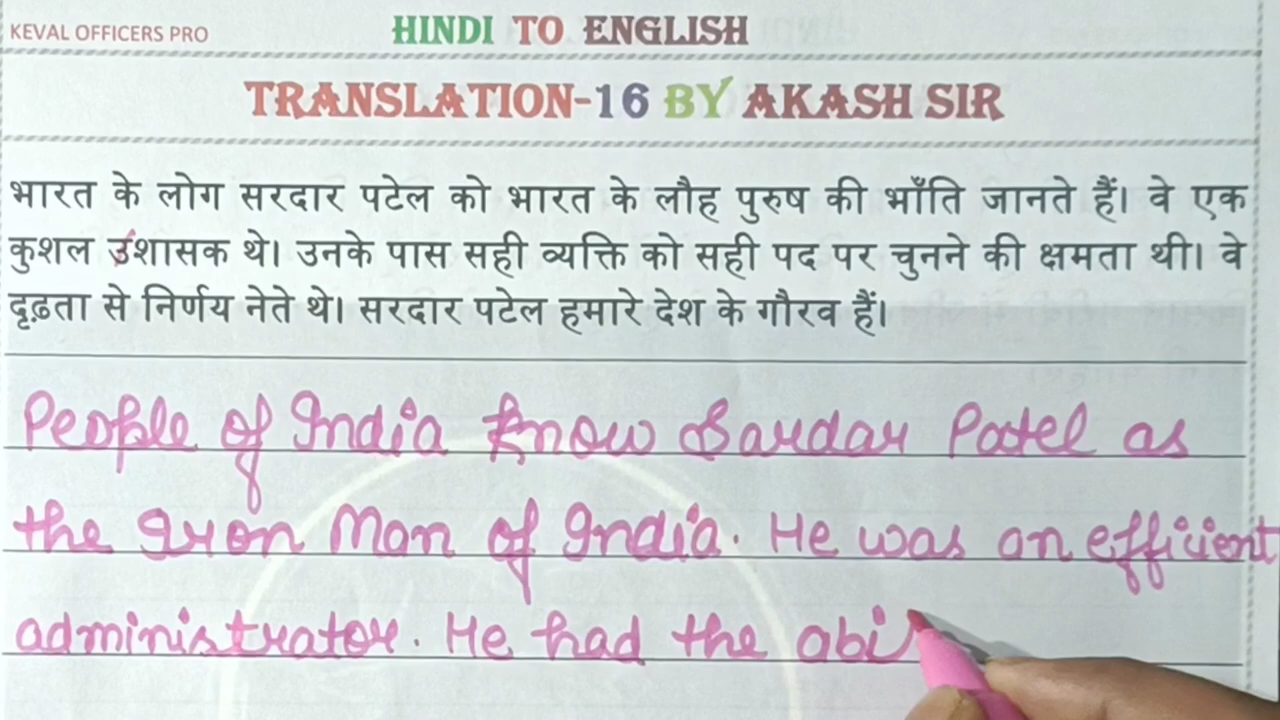 KEVAL OFFICERS PRO
HINDI TO ENGLISH
TRANSLATION-16 BY AKASH SIR
भारत के लोग सरदार पटेल को भारत के लौह पुरुष की भाँति जानते हैं। वे एक
कुशल उंशासक थे। उनके पास सही व्यक्ति को सही पद पर चुनने की क्षमता थी। वे
दृढ़ता से निर्णय नेते थे। सरदार पटेल हमारे देश के गौरव हैं।
People of India know Sardar Patel as
the Iron Man of India. He was an efficient
administrator. He had the abi